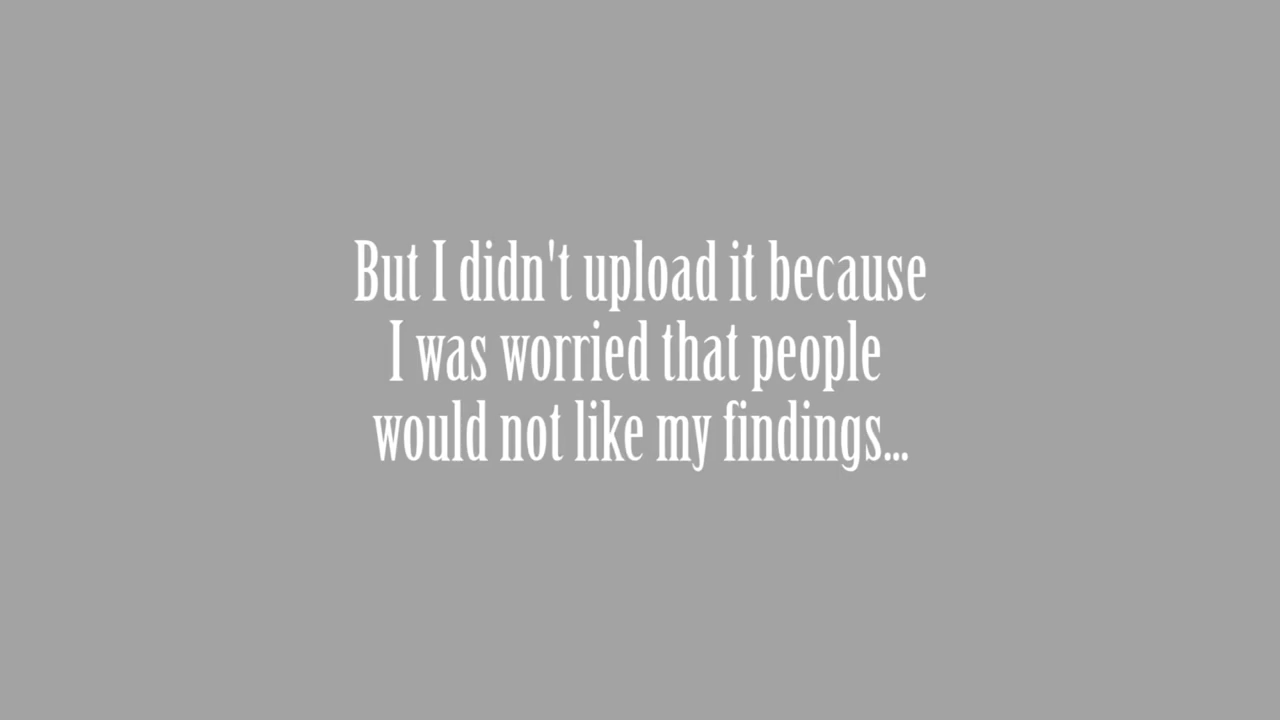 But I didn't upload it because
I was worried that people
would not like my findings...